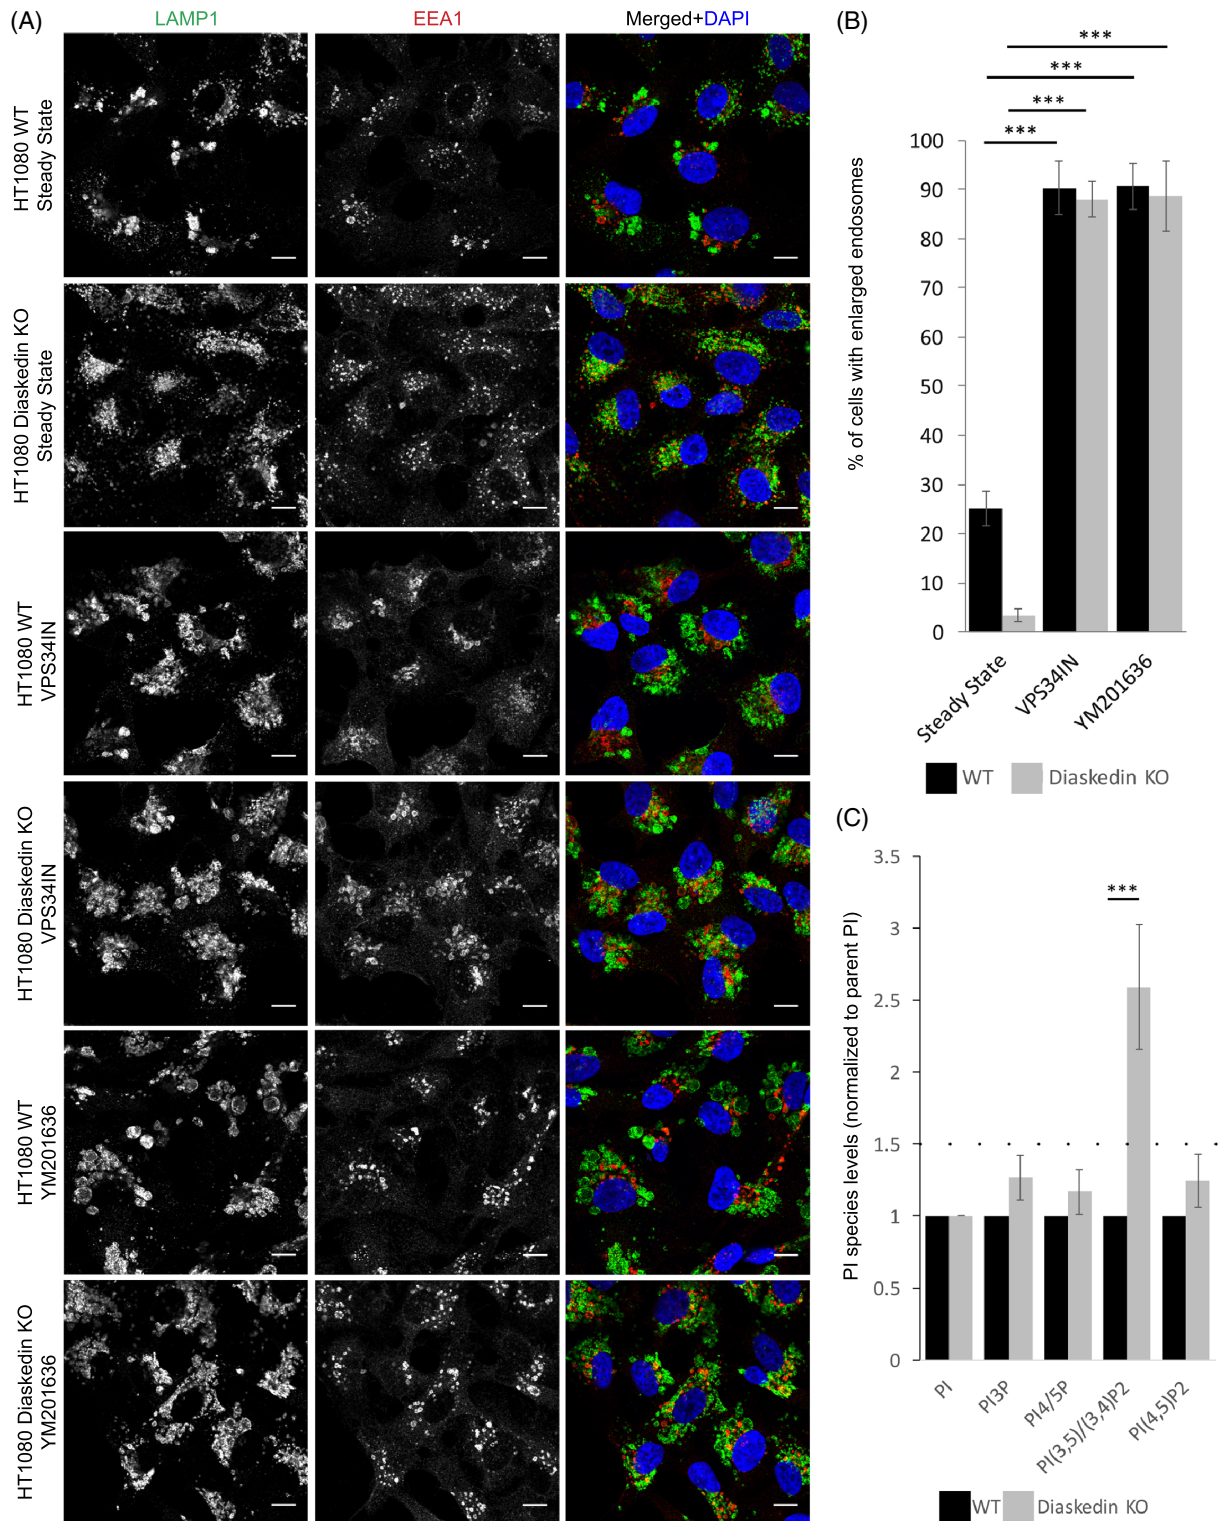 (A)
LAMP1
EEA1
Merged+DAPI
HT1080 WT
Steady State
HT1080 Diaskedin KO
Steady State
HT1080 WT
VPS34IN
HT1080 Diaskedin KO
VPS34IN
HT1080 WT
YM201636
HT1080 Diaskedin KO
YM201636
(B)
***
***
***
***
% of cells with enlarged endosomes
100
90
80
70
60
50
40
30
20
10
0
Steady State
VPS34IN
YM201636
WT
Diaskedin KO
(C)
PI species levels (normalized to parent PI)
3.5
3
2.5
2
1.5
1
0.5
0
***
PI
PI3P
PI4/5P
PI(3,5)/(3,4)P2
PI(4,5)P2
WT
Diaskedin KO